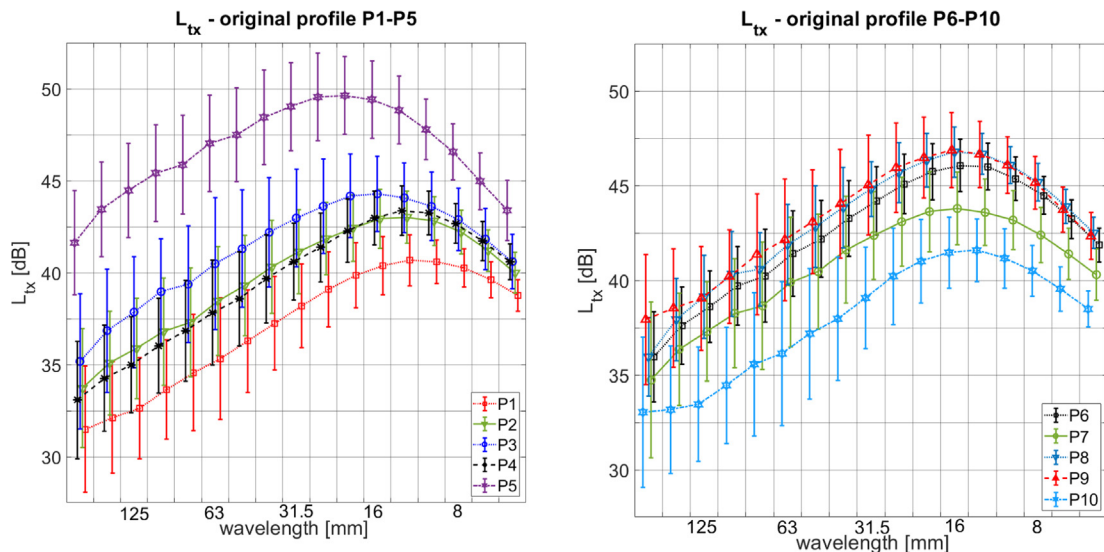 L_tx - original profile P1-P5
50
45
40
35
30
L_tx [dB]
125
63
31.5
16
8
wavelength [mm]
P1
P2
P3
P4
P5
L_tx - original profile P6-P10
50
45
40
35
30
L_tx [dB]
125
63
31.5
16
8
wavelength [mm]
P6
P7
P8
P9
P10